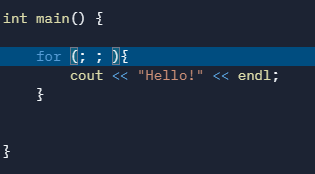 int main() {
for (; ; ){
cout << "Hello!" << endl;
}
}